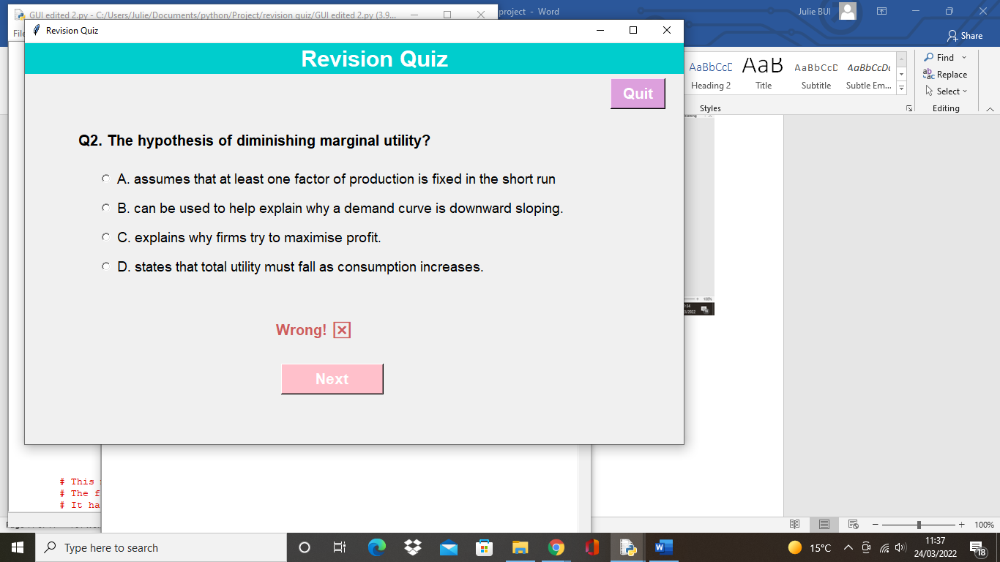 GUI edited 2.py - C:/Users/Julie/Documents/python/Project/revision quiz/GUI edited 2.py (3.9...
project - Word
Julie BUI
File
Share
Revision Quiz
Revision Quiz
Quit
Q2. The hypothesis of diminishing marginal utility?
A. assumes that at least one factor of production is fixed in the short run
B. can be used to help explain why a demand curve is downward sloping.
C. explains why firms try to maximise profit.
D. states that total utility must fall as consumption increases.
Wrong!
Next
AaBbCcD
AaB
AaBbCcD
AaBbCcDc
Heading 2
Title
Subtitle
Subtle Em...
Styles
Find
Replace
Select
Editing
# This
# The f
# It ha
100%
Type here to search
15°C
11:37
24/03/2022
18